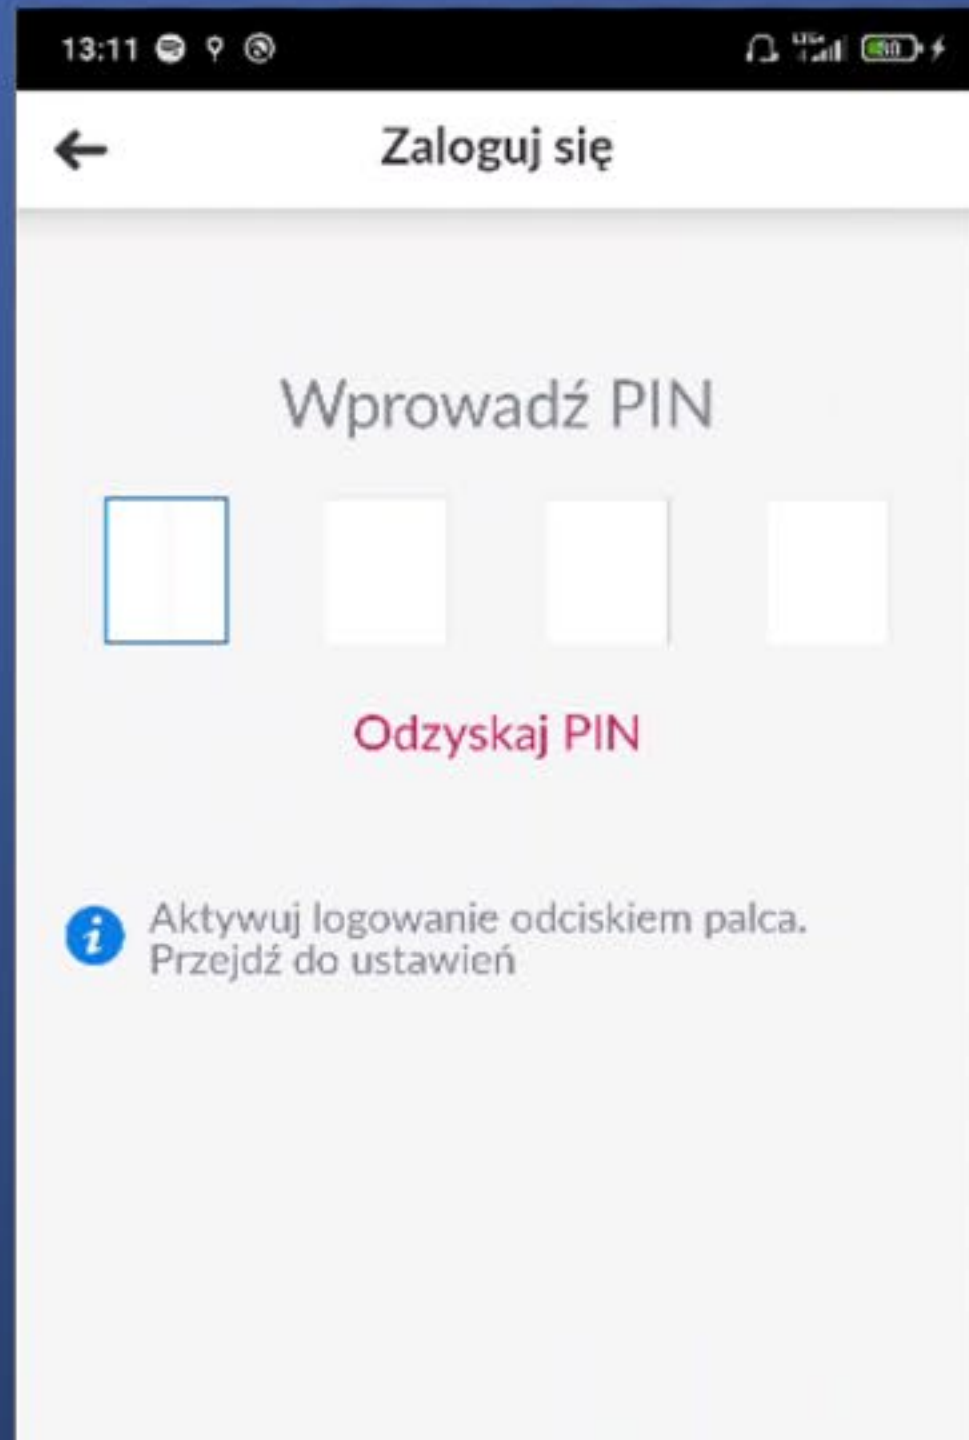 13:11
Zaloguj się
Wprowadź PIN
Odzyskaj PIN
Aktywuj logowanie odciskiem palca.
Przejdź do ustawień